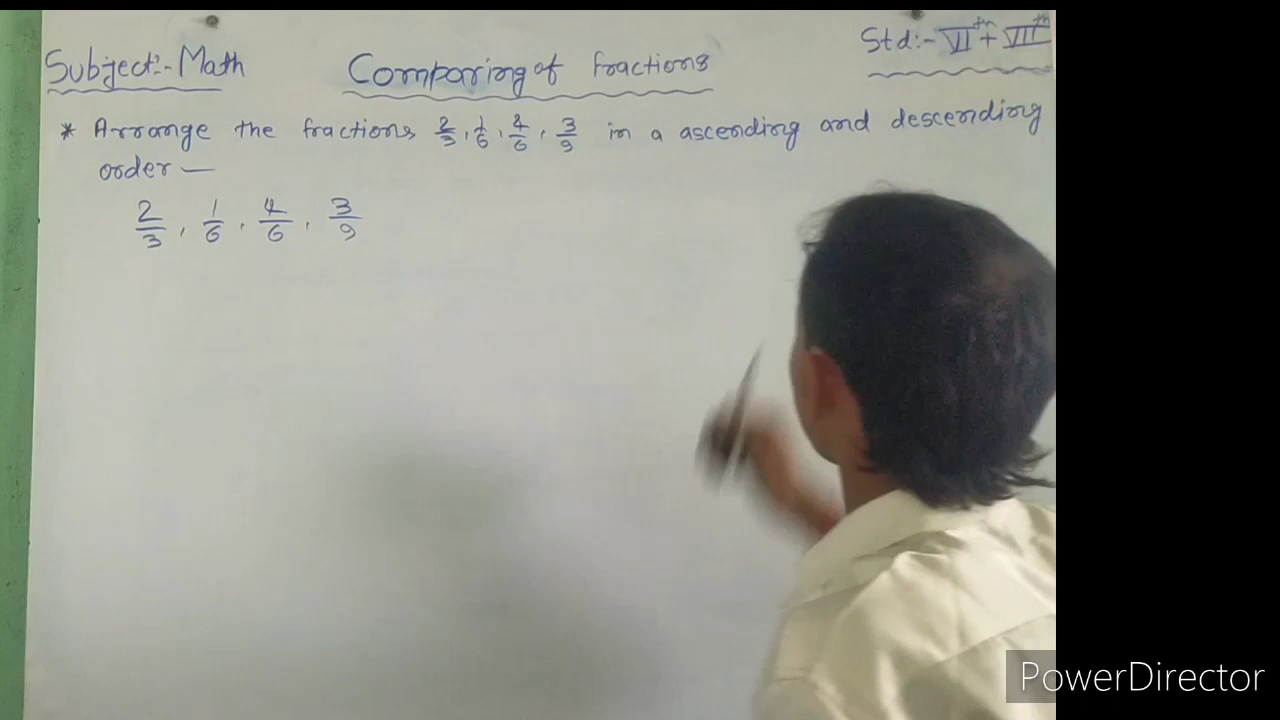 Subject:- Math
Comparing of fractions
Std:- VIth + VIIth
* Arrange the fractions 2/3, 1/6, 4/6, 3/9 in a ascending and descending
order —
2/3, 1/6, 4/6, 3/9
PowerDirector